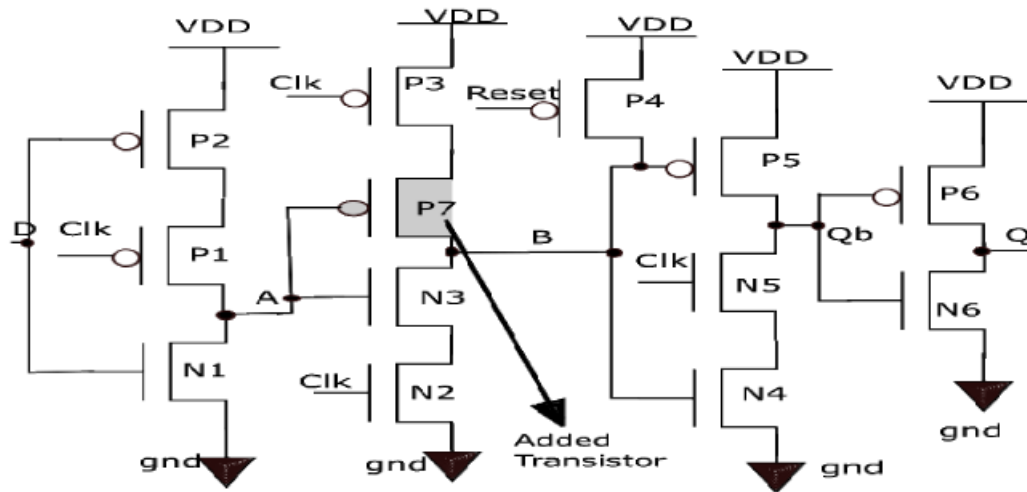 VDD
VDD
VDD
VDD
VDD
Clk
P3
Reset
P4
P2
P5
P6
D
Clk
P7
B
Qb
Q
P1
A
Clk
N3
N5
N6
N1
Clk
N2
N4
Added
Transistor
gnd
gnd
gnd
gnd